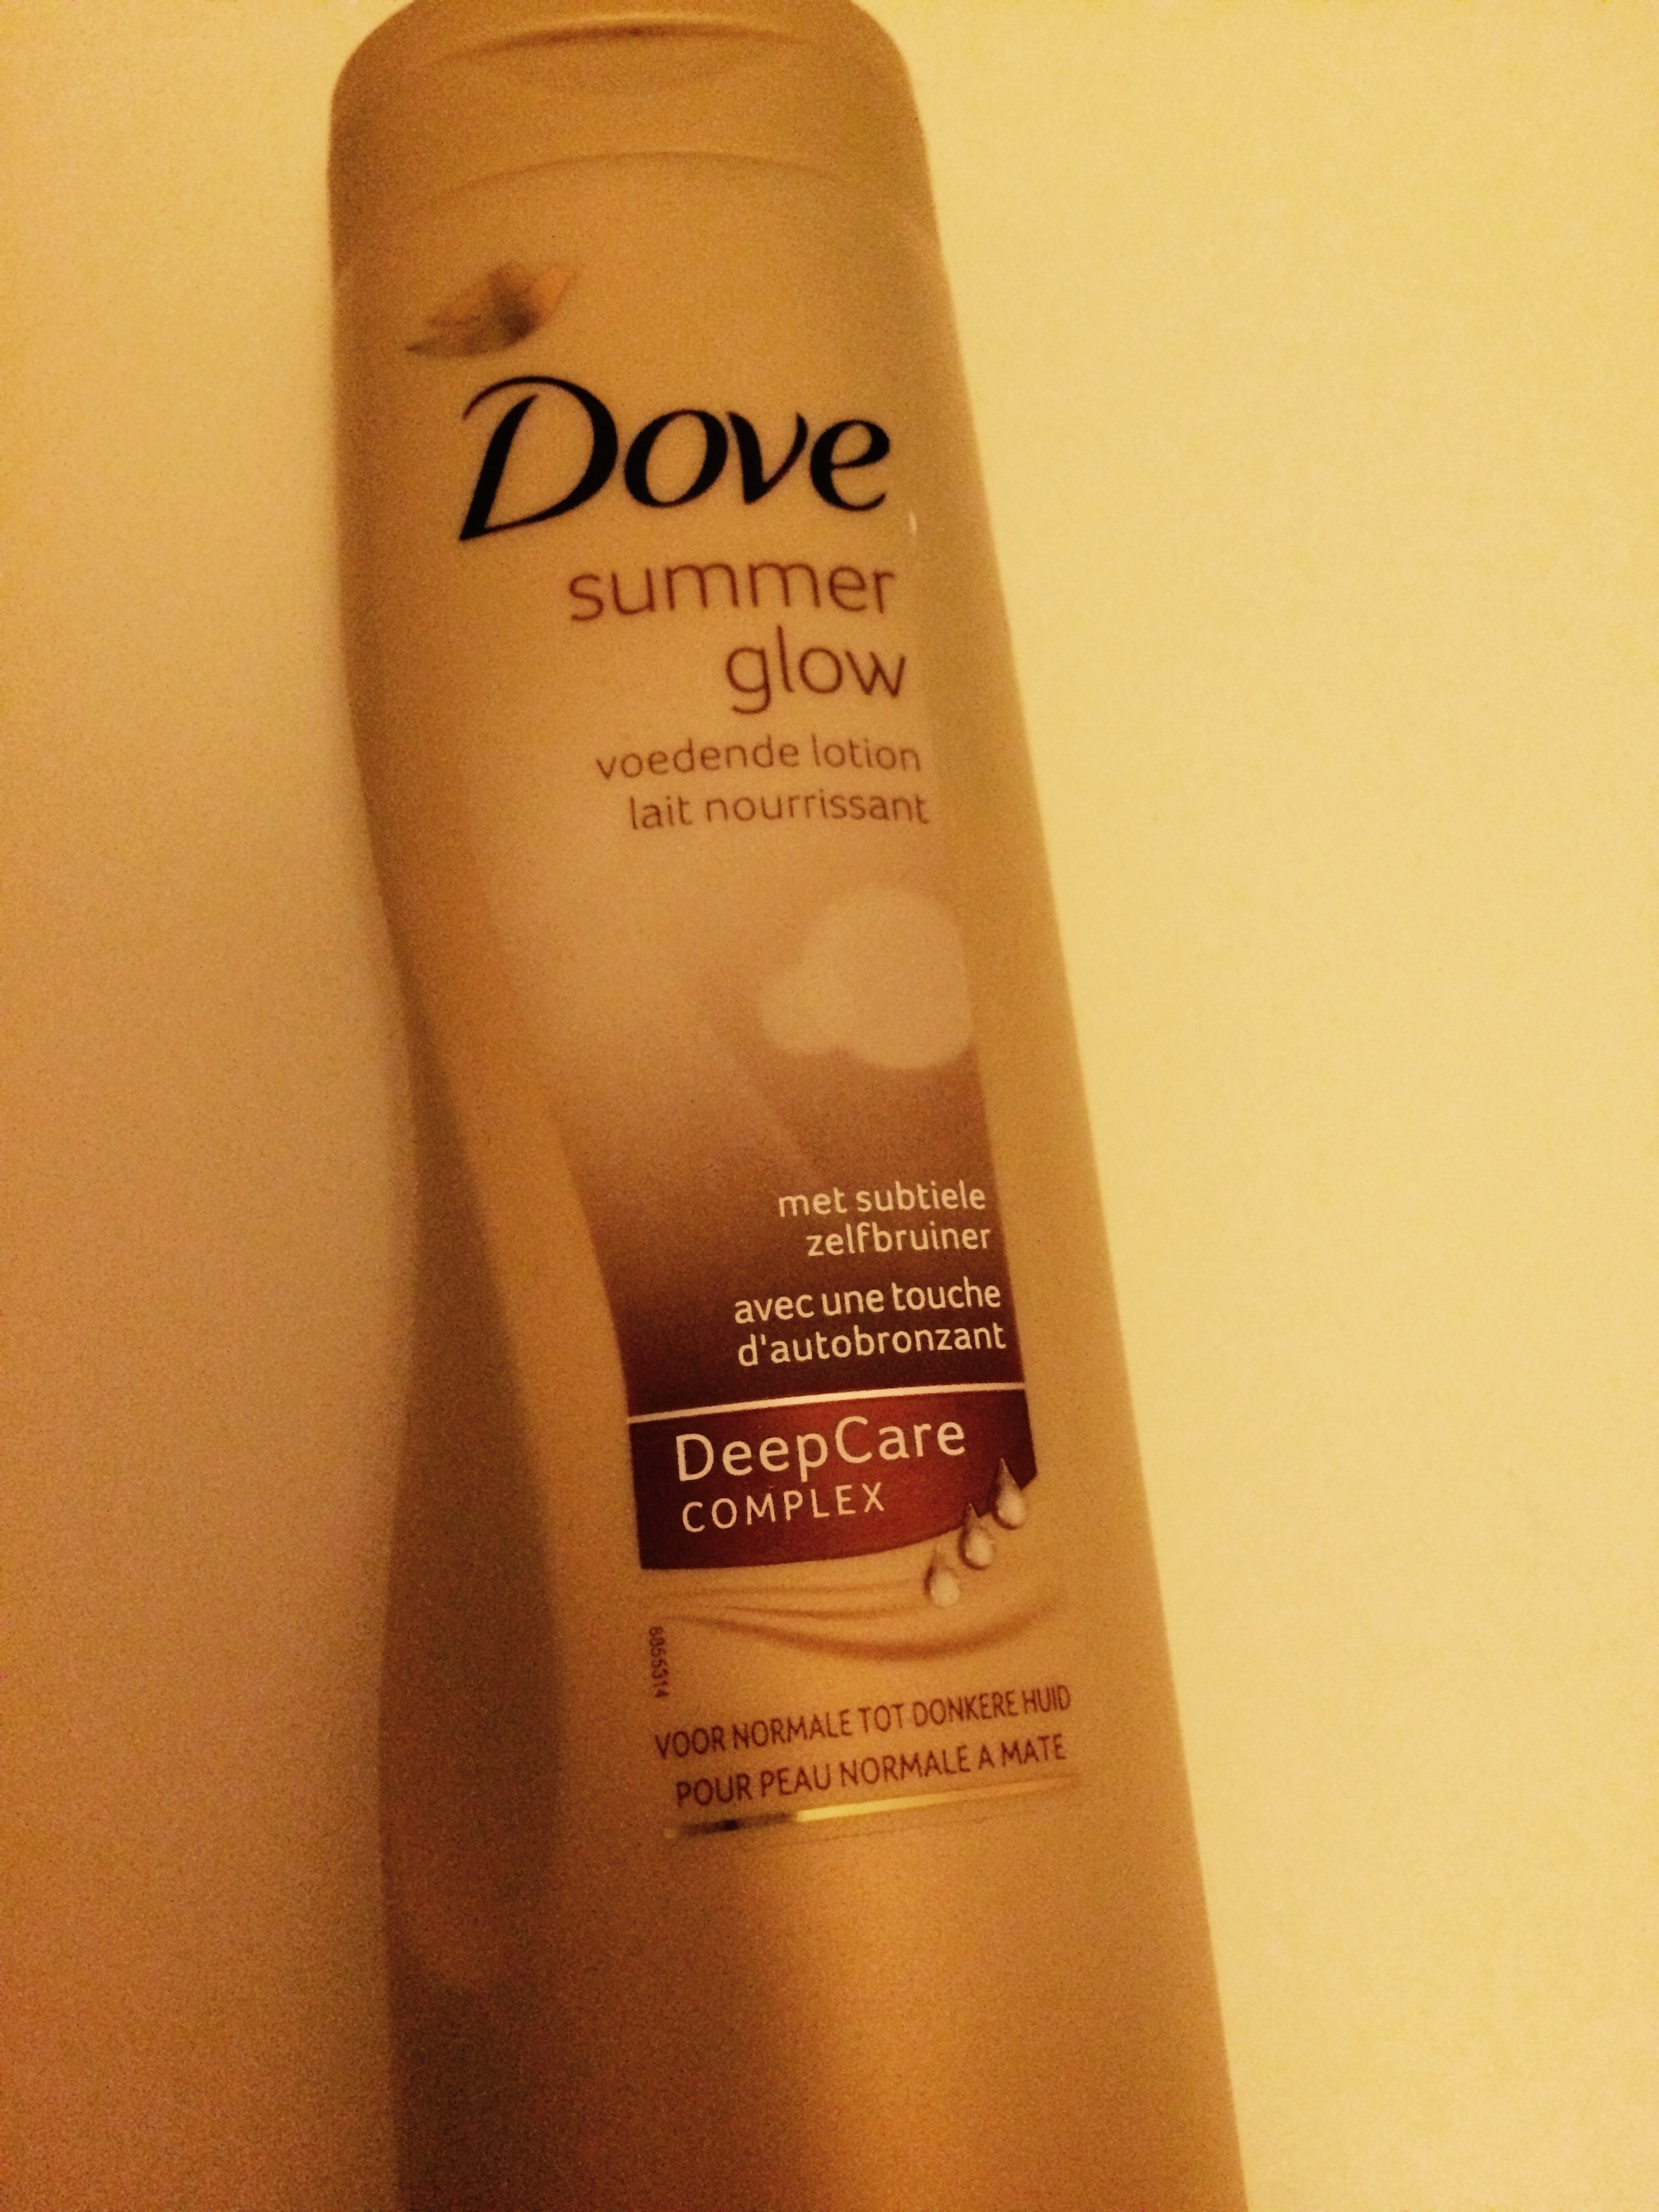 Dove
summer
glow
voedende lotion
lait nourrissant
met subtiele
zelfbruiner
avec une touche
d'autobronzant
DeepCare
COMPLEX
8865314
VOOR NORMALE TOT DONKERE HUID
POUR PEAU NORMALE A MATE